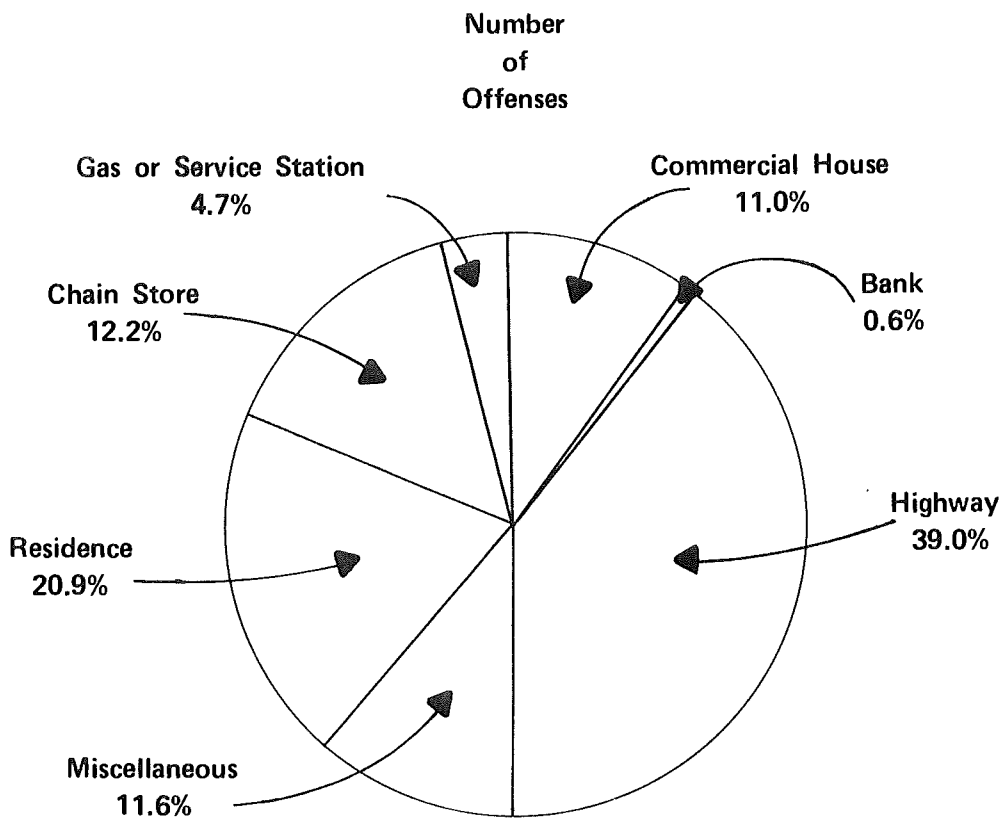 Number
of
Offenses
Gas or Service Station
4.7%
Commercial House
11.0%
Chain Store
12.2%
Bank
0.6%
Highway
39.0%
Residence
20.9%
Miscellaneous
11.6%